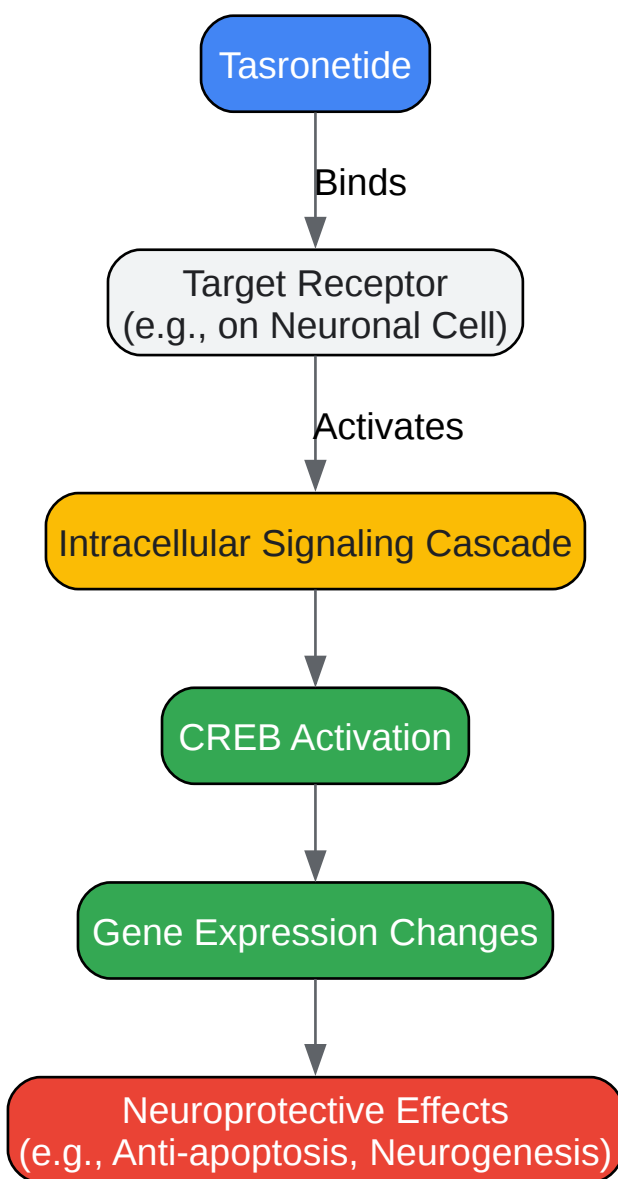 Tasronetide
Binds
Target Receptor
(e.g., on Neuronal Cell)
Activates
Intracellular Signaling Cascade
CREB Activation
Gene Expression Changes
Neuroprotective Effects
(e.g., Anti-apoptosis, Neurogenesis)